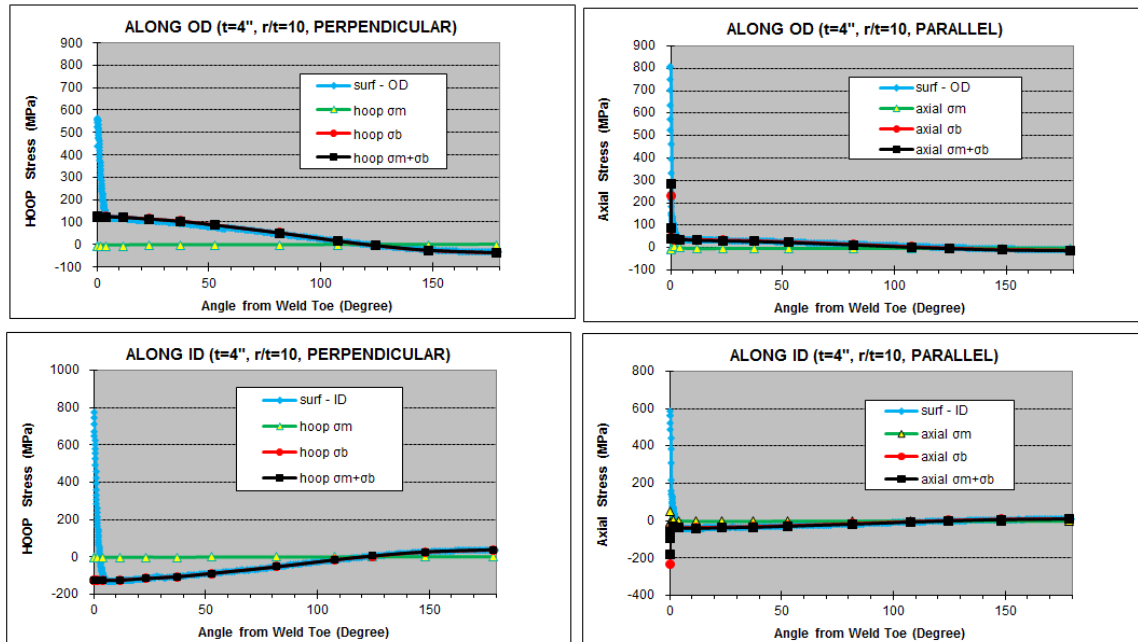 ALONG OD (t=4", r/t=10, PERPENDICULAR)
900
800
700
600
500
400
300
200
100
0
-100
HOOP Stress (MPa)
surf - OD
hoop σm
hoop σb
hoop σm+σb
0 50 100 150
Angle from Weld Toe (Degree)
ALONG OD (t=4", r/t=10, PARALLEL)
900
800
700
600
500
400
300
200
100
0
-100
Axial Stress (MPa)
surf - OD
axial σm
axial σb
axial σm+σb
0 50 100 150
Angle from Weld Toe (Degree)
ALONG ID (t=4", r/t=10, PERPENDICULAR)
1000
800
600
400
200
0
-200
HOOP Stress (MPa)
surf - ID
hoop σm
hoop σb
hoop σm+σb
0 50 100 150
Angle from Weld Toe (Degree)
ALONG ID (t=4", r/t=10, PARALLEL)
800
600
400
200
0
-200
-400
Axial Stress (MPa)
surf - ID
axial σm
axial σb
axial σm+σb
0 50 100 150
Angle from Weld Toe (Degree)